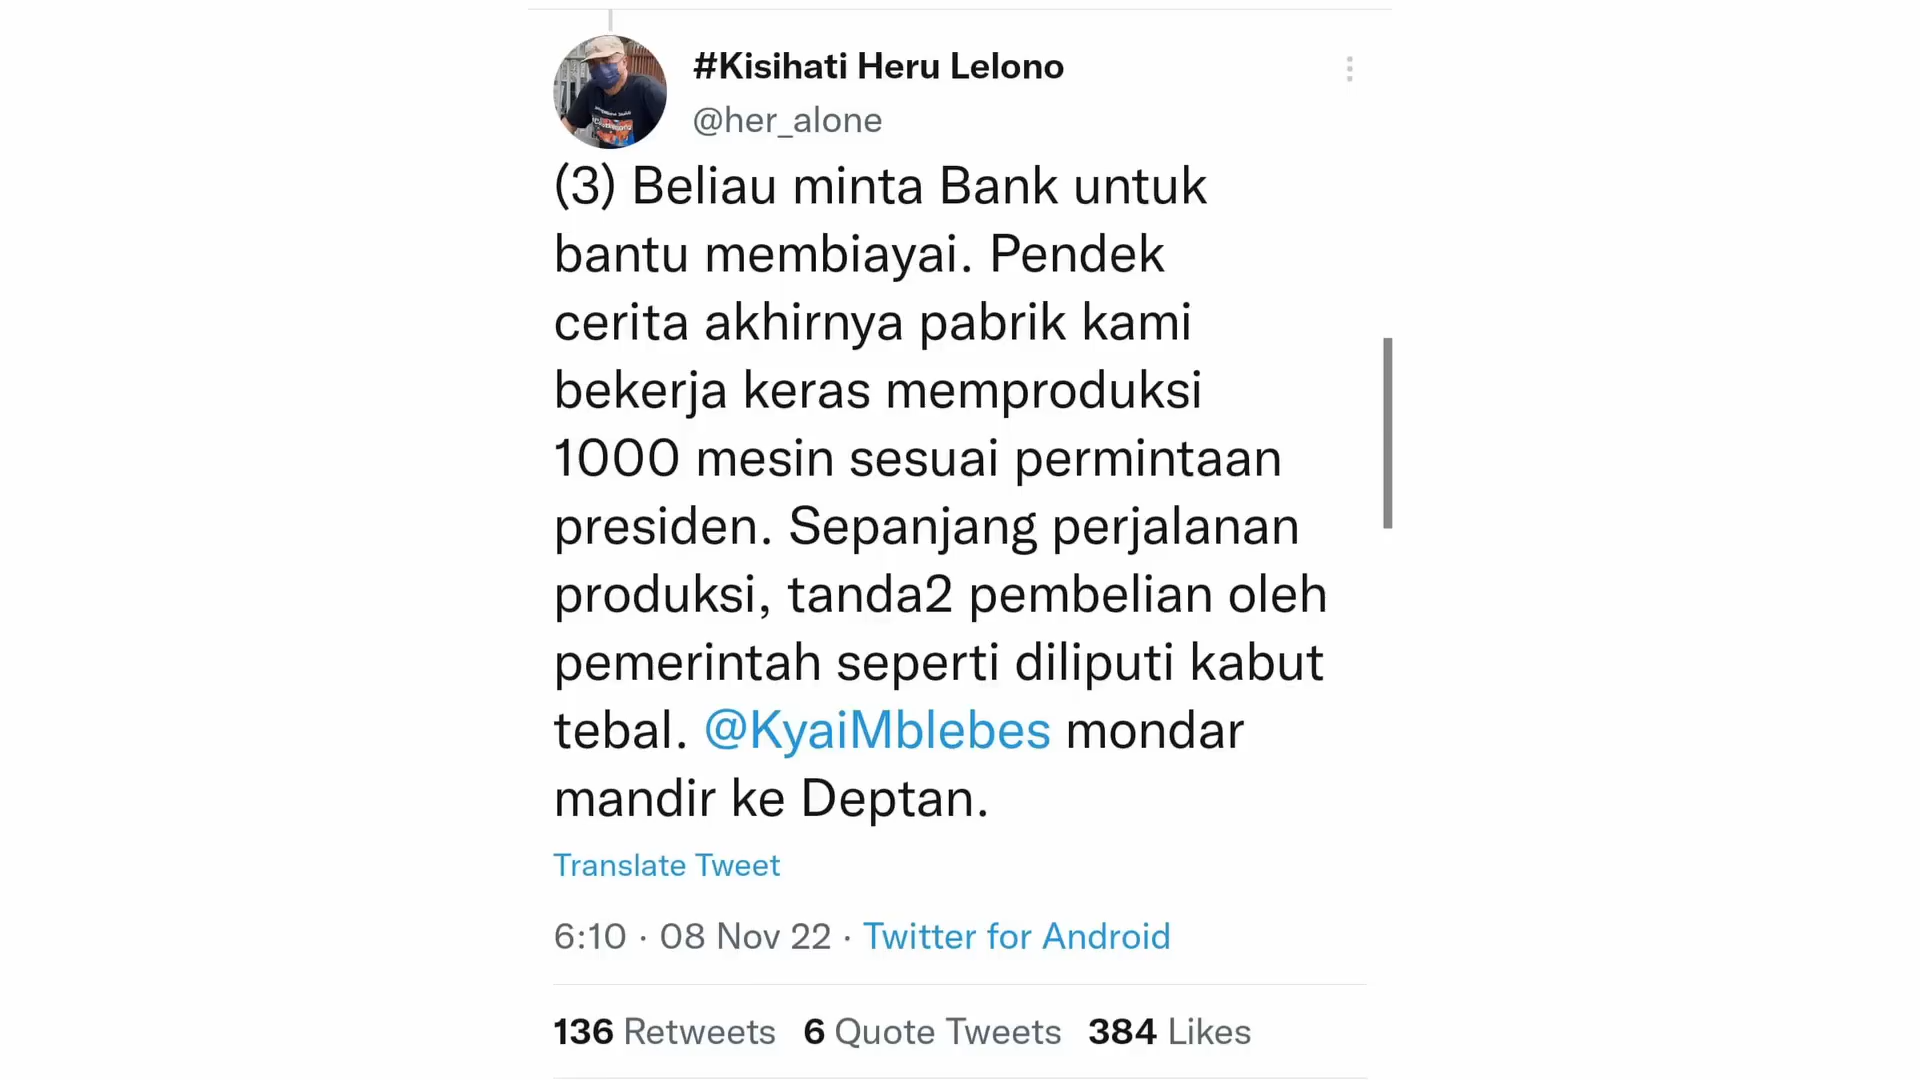 #Kisihati Heru Lelono
@her_alone
(3) Beliau minta Bank untuk
bantu membiayai. Pendek
cerita akhirnya pabrik kami
bekerja keras memproduksi
1000 mesin sesuai permintaan
presiden. Sepanjang perjalanan
produksi, tanda2 pembelian oleh
pemerintah seperti diliputi kabut
tebal. @KyaiMblebes mondar
mandir ke Deptan.
Translate Tweet
6:10 · 08 Nov 22 · Twitter for Android
136 Retweets 6 Quote Tweets 384 Likes